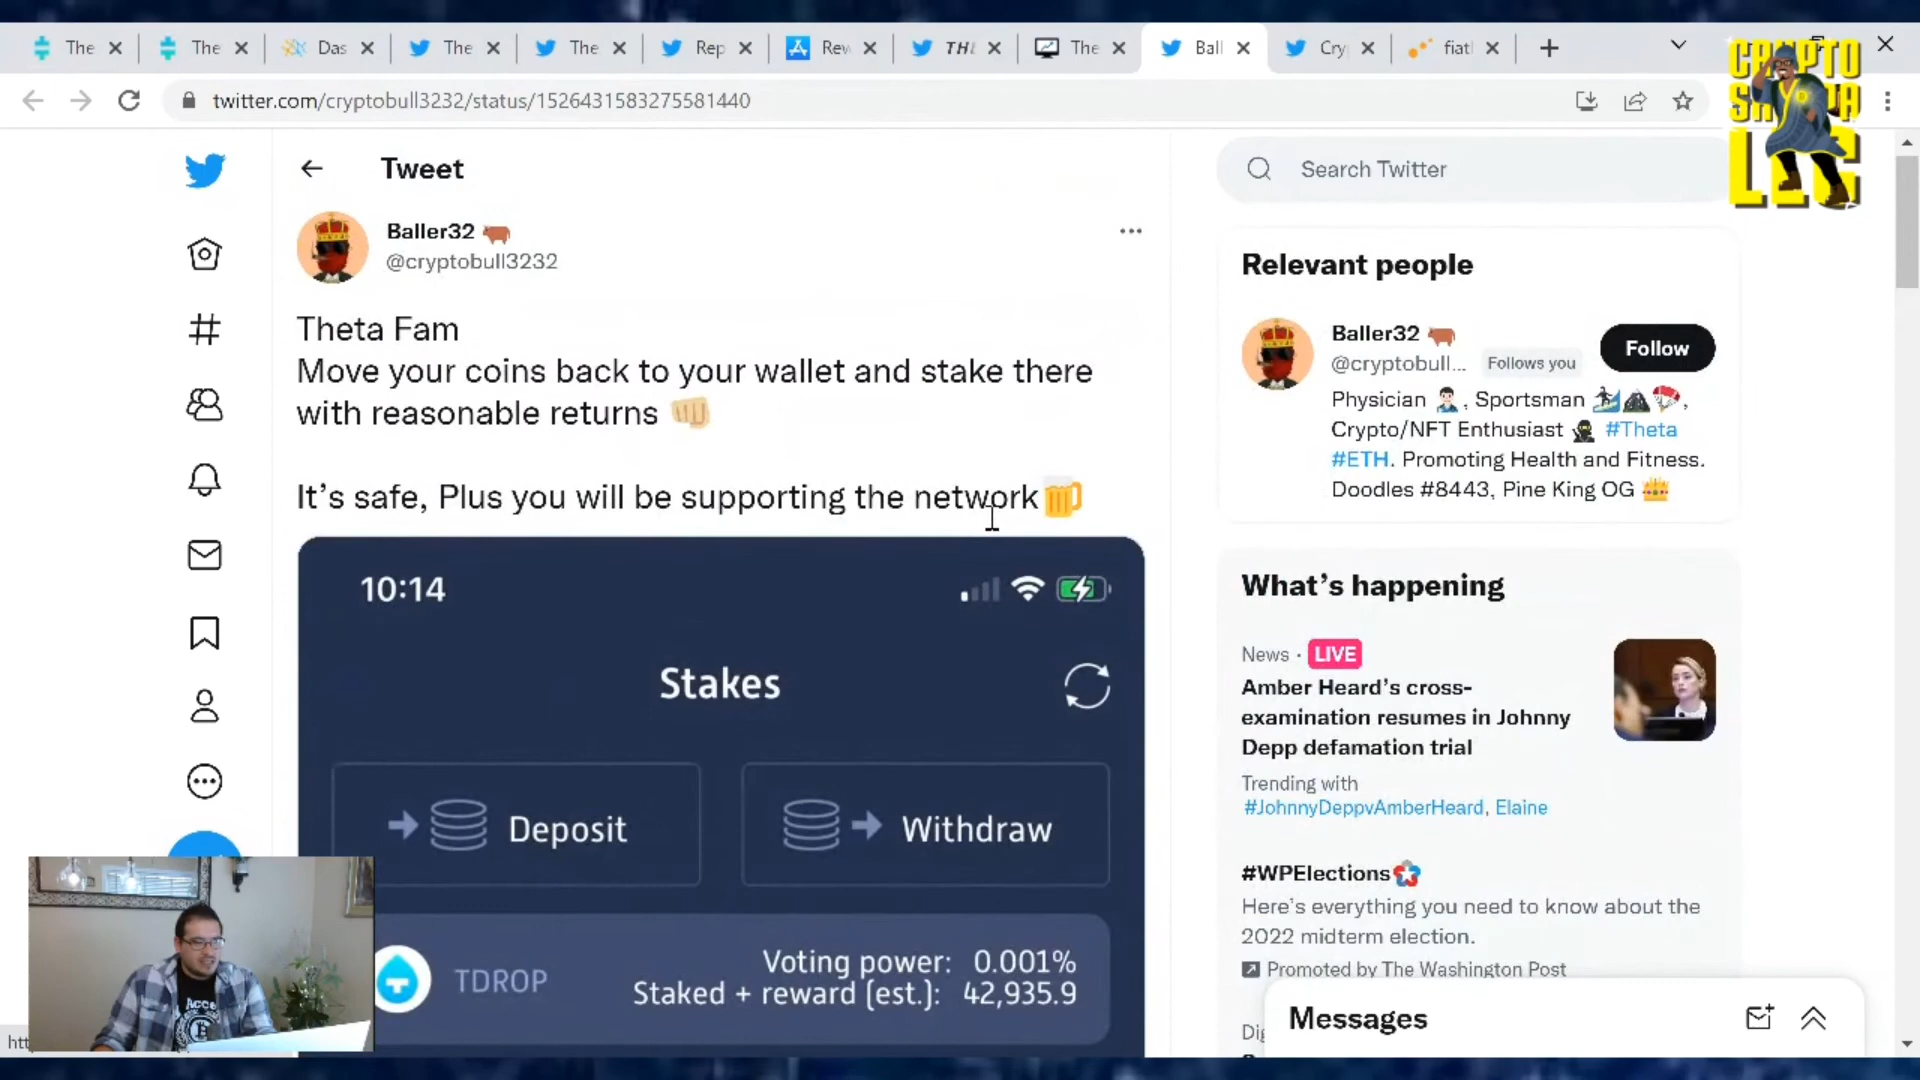 The
The
Das
The
The
Rep
Rev
THE
The
Ball
Cry
fiatl
twitter.com/cryptobull3232/status/1526431583275581440
CRYPTO
LLC
Tweet
Search Twitter
Baller32
@cryptobull3232
Theta Fam
Move your coins back to your wallet and stake there
with reasonable returns
It's safe, Plus you will be supporting the network
10:14
Stakes
Deposit
Withdraw
TDROP
Voting power: 0.001%
Staked + reward (est.): 42,935.9
Relevant people
Baller32
@cryptobull...
Follows you
Follow
Physician , Sportsman ,
Crypto/NFT Enthusiast #Theta
#ETH. Promoting Health and Fitness.
Doodles #8443, Pine King OG
What's happening
News · LIVE
Amber Heard's cross-
examination resumes in Johnny
Depp defamation trial
Trending with
#JohnnyDeppvAmberHeard, Elaine
#WPElections
Here's everything you need to know about the
2022 midterm election.
Promoted by The Washington Post
Messages
htt